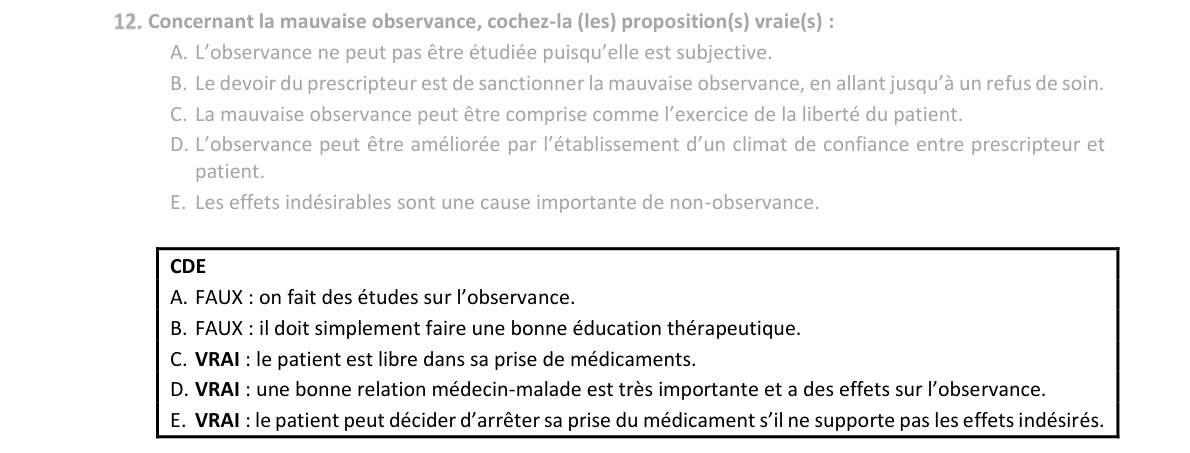 12. Concernant la mauvaise observance, cochez-la (les) proposition(s) vraie(s) :
A. L’observance ne peut pas être étudiée puisqu’elle est subjective.
B. Le devoir du prescripteur est de sanctionner la mauvaise observance, en allant jusqu’à un refus de soin.
C. La mauvaise observance peut être comprise comme l’exercice de la liberté du patient.
D. L’observance peut être améliorée par l’établissement d’un climat de confiance entre prescripteur et
patient.
E. Les effets indésirables sont une cause importante de non-observance.
CDE
A. FAUX : on fait des études sur l’observance.
B. FAUX : il doit simplement faire une bonne éducation thérapeutique.
C. VRAI : le patient est libre dans sa prise de médicaments.
D. VRAI : une bonne relation médecin-malade est très importante et a des effets sur l’observance.
E. VRAI : le patient peut décider d’arrêter sa prise du médicament s’il ne supporte pas les effets indésirés.